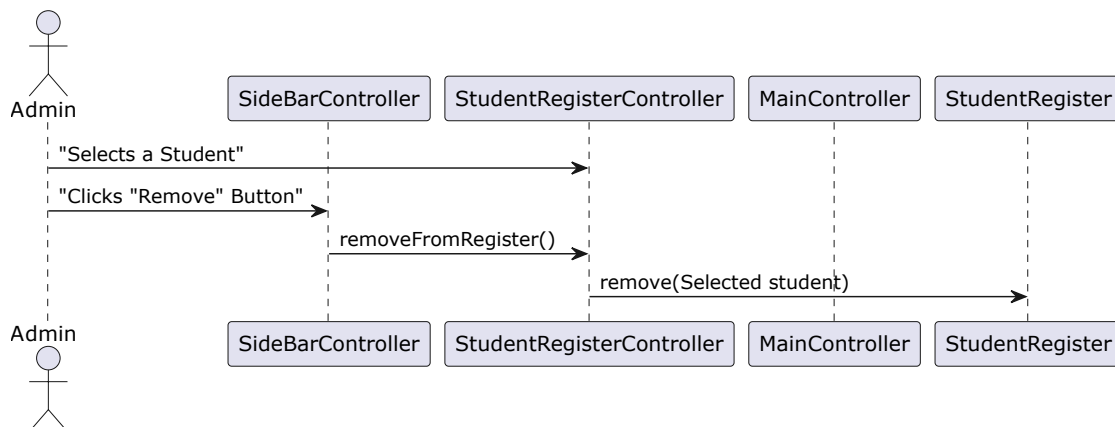 Admin
SideBarController
StudentRegisterController
MainController
StudentRegister
"Selects a Student"
"Clicks "Remove" Button"
removeFromRegister()
remove(Selected student)
Admin
SideBarController
StudentRegisterController
MainController
StudentRegister